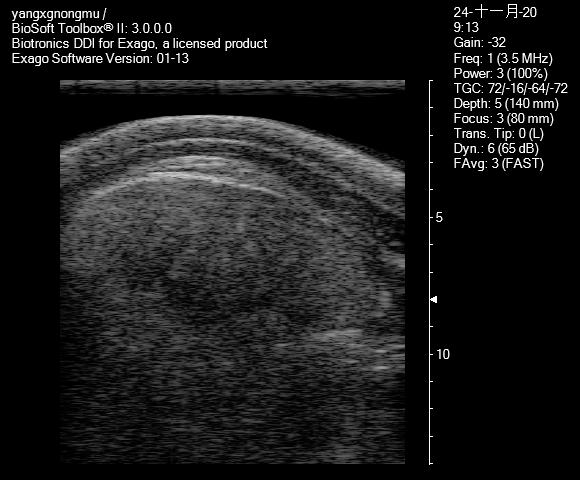 yangxgnongmu /
BioSoft Toolbox® II: 3.0.0.0
Biotronics DDI for Exago, a licensed product
Exago Software Version: 01-13
24-十一月-20
9:13
Gain: -32
Freq: 1 (3.5 MHz)
Power: 3 (100%)
TGC: 72/-16/-64/-72
Depth: 5 (140 mm)
Focus: 3 (80 mm)
Trans. Tip: 0 (L)
Dyn.: 6 (65 dB)
FAvg: 3 (FAST)
5
10